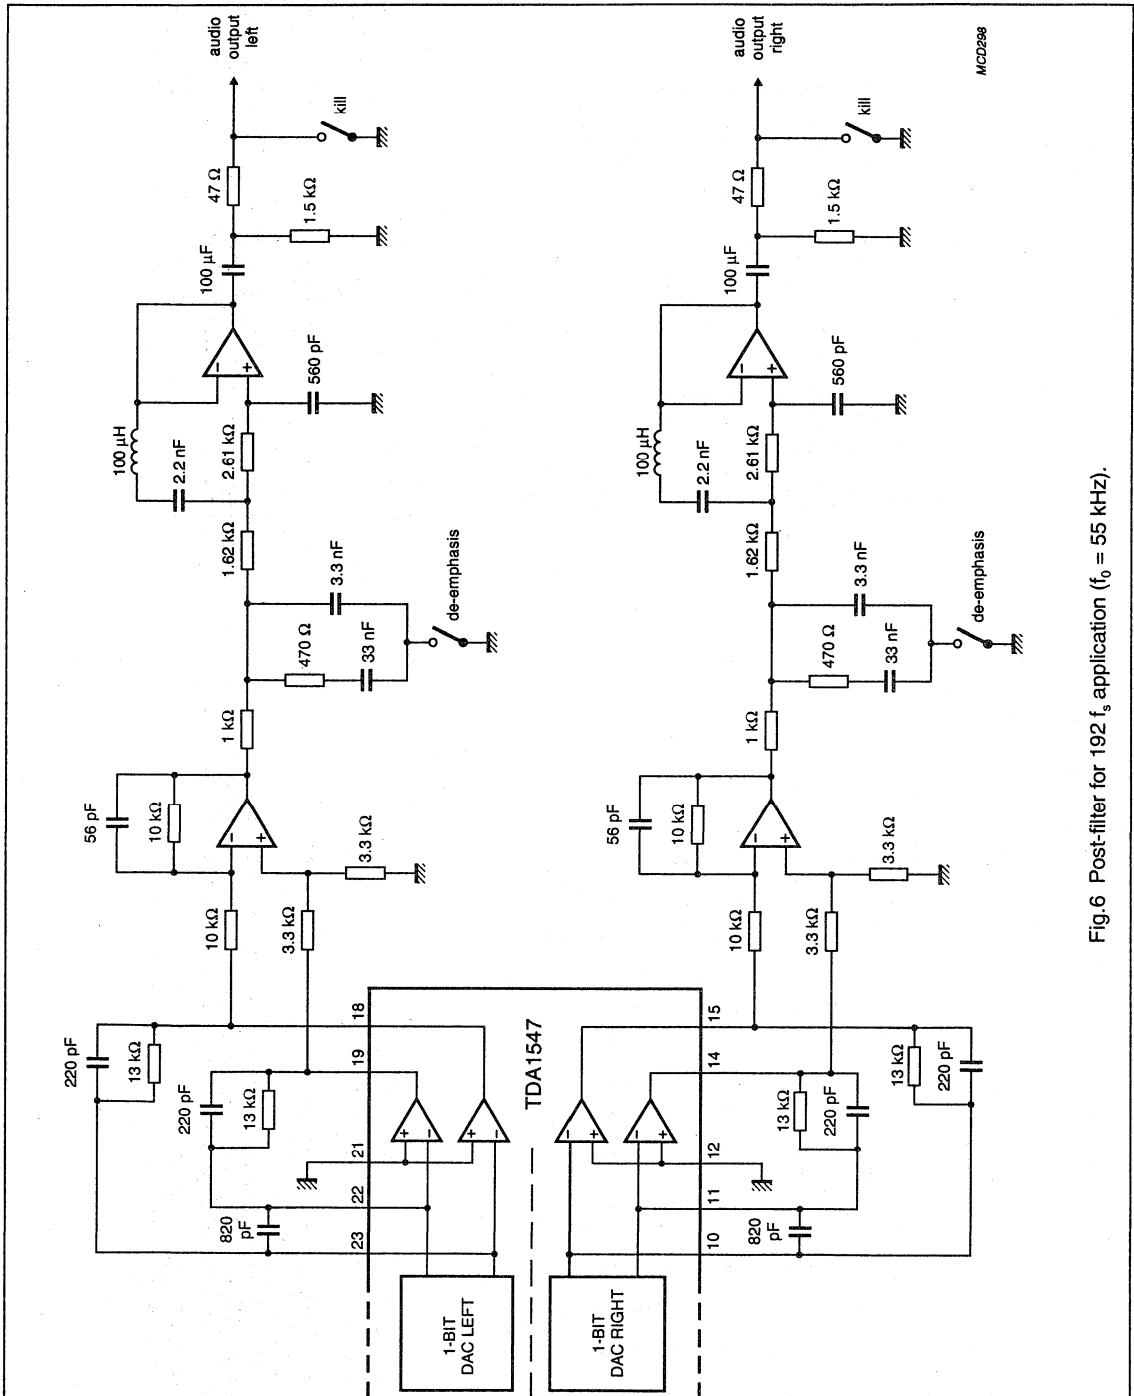 audio
output
left
kill
47 Ω
1.5 kΩ
100 µF
−
+
560 pF
100 µH
2.2 nF
2.61 kΩ
1.62 kΩ
3.3 nF
de-emphasis
470 Ω
33 nF
1 kΩ
56 pF
10 kΩ
−
+
3.3 kΩ
10 kΩ
3.3 kΩ
220 pF
13 kΩ
18
19
220 pF
13 kΩ
21
22
820
pF
23
+
−
+
−
1-BIT
DAC LEFT
TDA1547
audio
output
right
kill
47 Ω
1.5 kΩ
100 µF
−
+
560 pF
100 µH
2.2 nF
2.61 kΩ
1.62 kΩ
3.3 nF
de-emphasis
470 Ω
33 nF
1 kΩ
56 pF
10 kΩ
−
+
3.3 kΩ
10 kΩ
3.3 kΩ
15
14
13 kΩ
220 pF
13 kΩ
220 pF
12
11
820
pF
10
−
+
−
+
1-BIT
DAC RIGHT
MCD298
Fig.6 Post-filter for 192 fs application (f0 = 55 kHz).